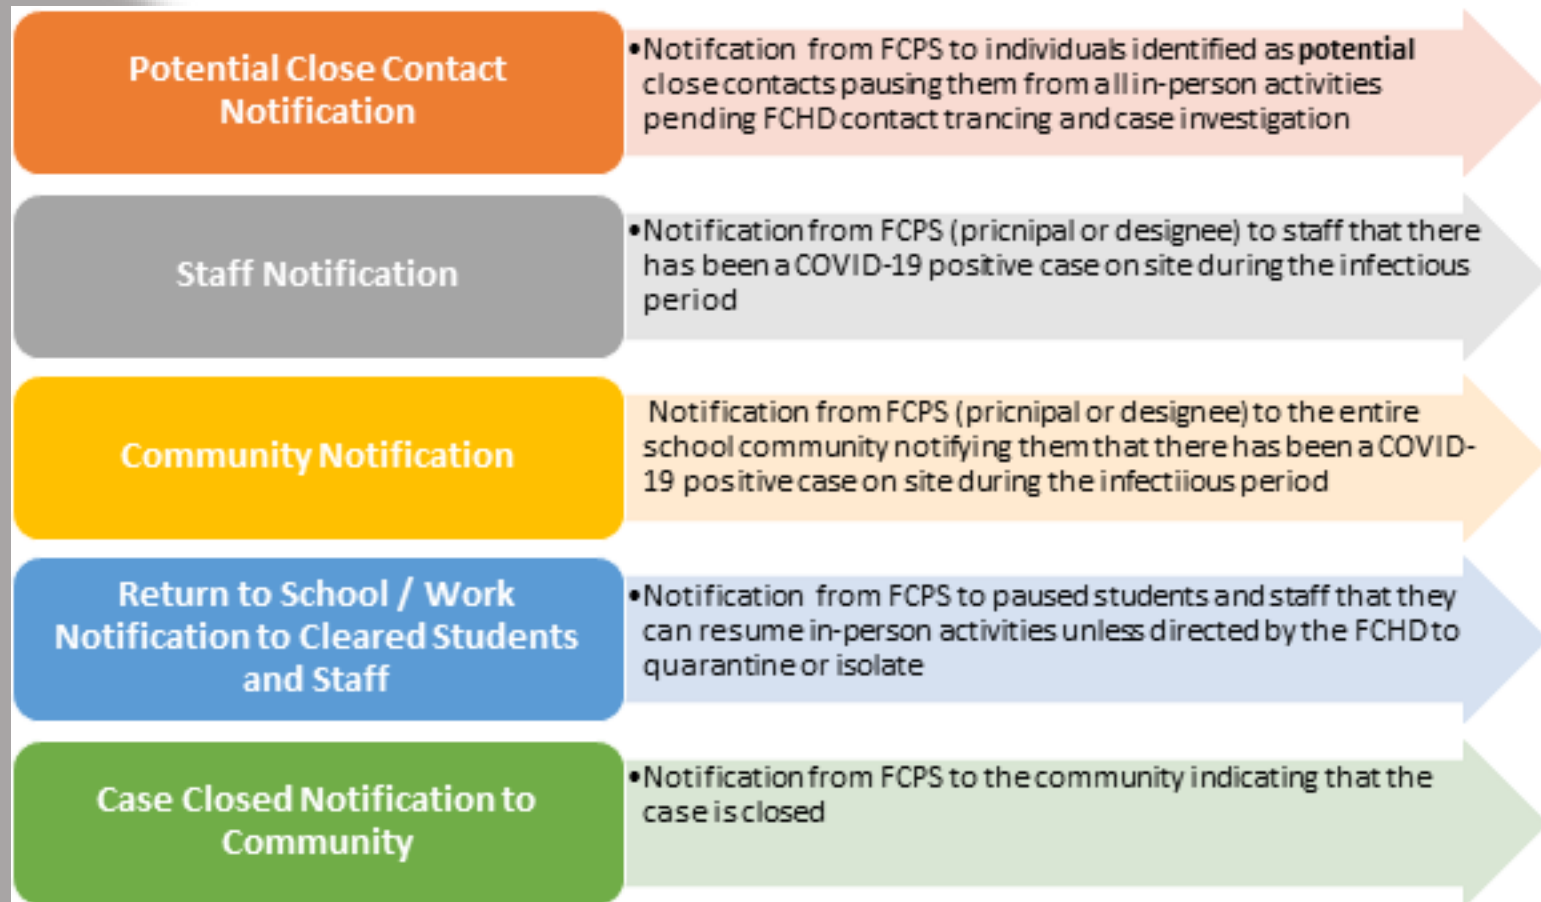 Potential Close Contact
Notification
•Notifcation from FCPS to individuals identified as potential
close contacts pausing them from all in-person activities
pending FCHD contact trancing and case investigation
Staff Notification
•Notification from FCPS (pricnipal or designee) to staff that there
has been a COVID-19 positive case on site during the infectious
period
Community Notification
Notification from FCPS (pricnipal or designee) to the entire
school community notifying them that there has been a COVID-
19 positive case on site during the infectiiious period
Return to School / Work
Notification to Cleared Students
and Staff
•Notification from FCPS to paused students and staff that they
can resume in-person activities unless directed by the FCHD to
quarantine or isolate
Case Closed Notification to
Community
•Notification from FCPS to the community indicating that the
case is closed